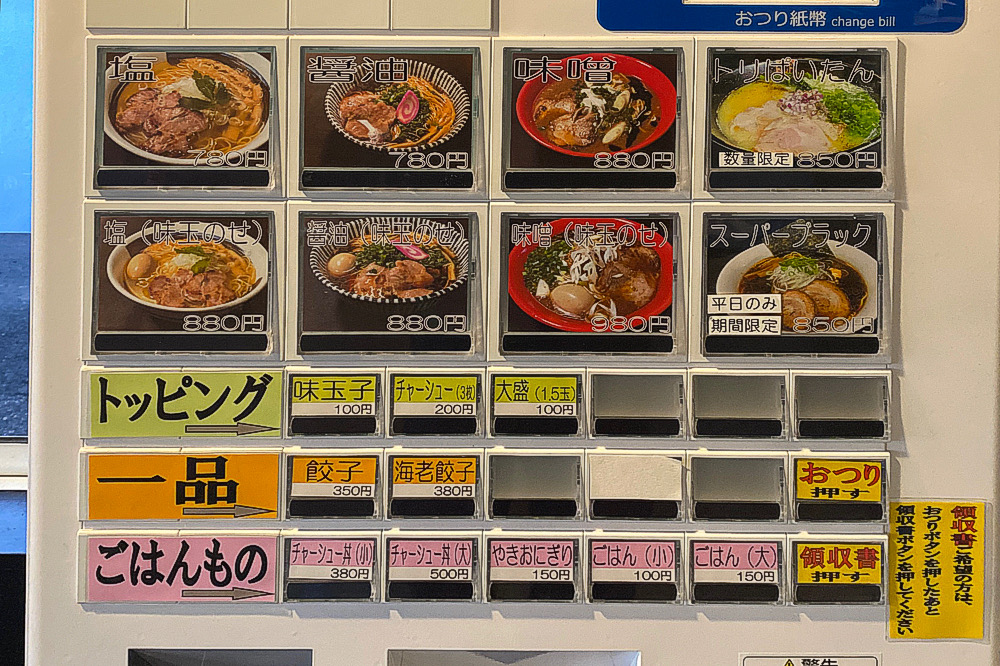 おつり紙幣 change bill
塩
780円
醤油
780円
味噌
880円
トリぱいたん
数量限定 850円
塩（味玉のせ）
880円
醤油（味玉のせ）
880円
味噌（味玉のせ）
980円
スーパーブラック
平日のみ
期間限定 850円
トッピング
味玉子
100円
チャーシュー（3枚）
200円
大盛（1.5玉）
100円
一品
餃子
350円
海老餃子
380円
おつり
押す
ごはんもの
チャーシュー丼（小）
380円
チャーシュー丼（大）
500円
やきおにぎり
150円
ごはん（小）
100円
ごはん（大）
150円
領収書
押す
領収書ご希望の方は、
おつりボタンを押したあと
領収書ボタンを押してください
警告